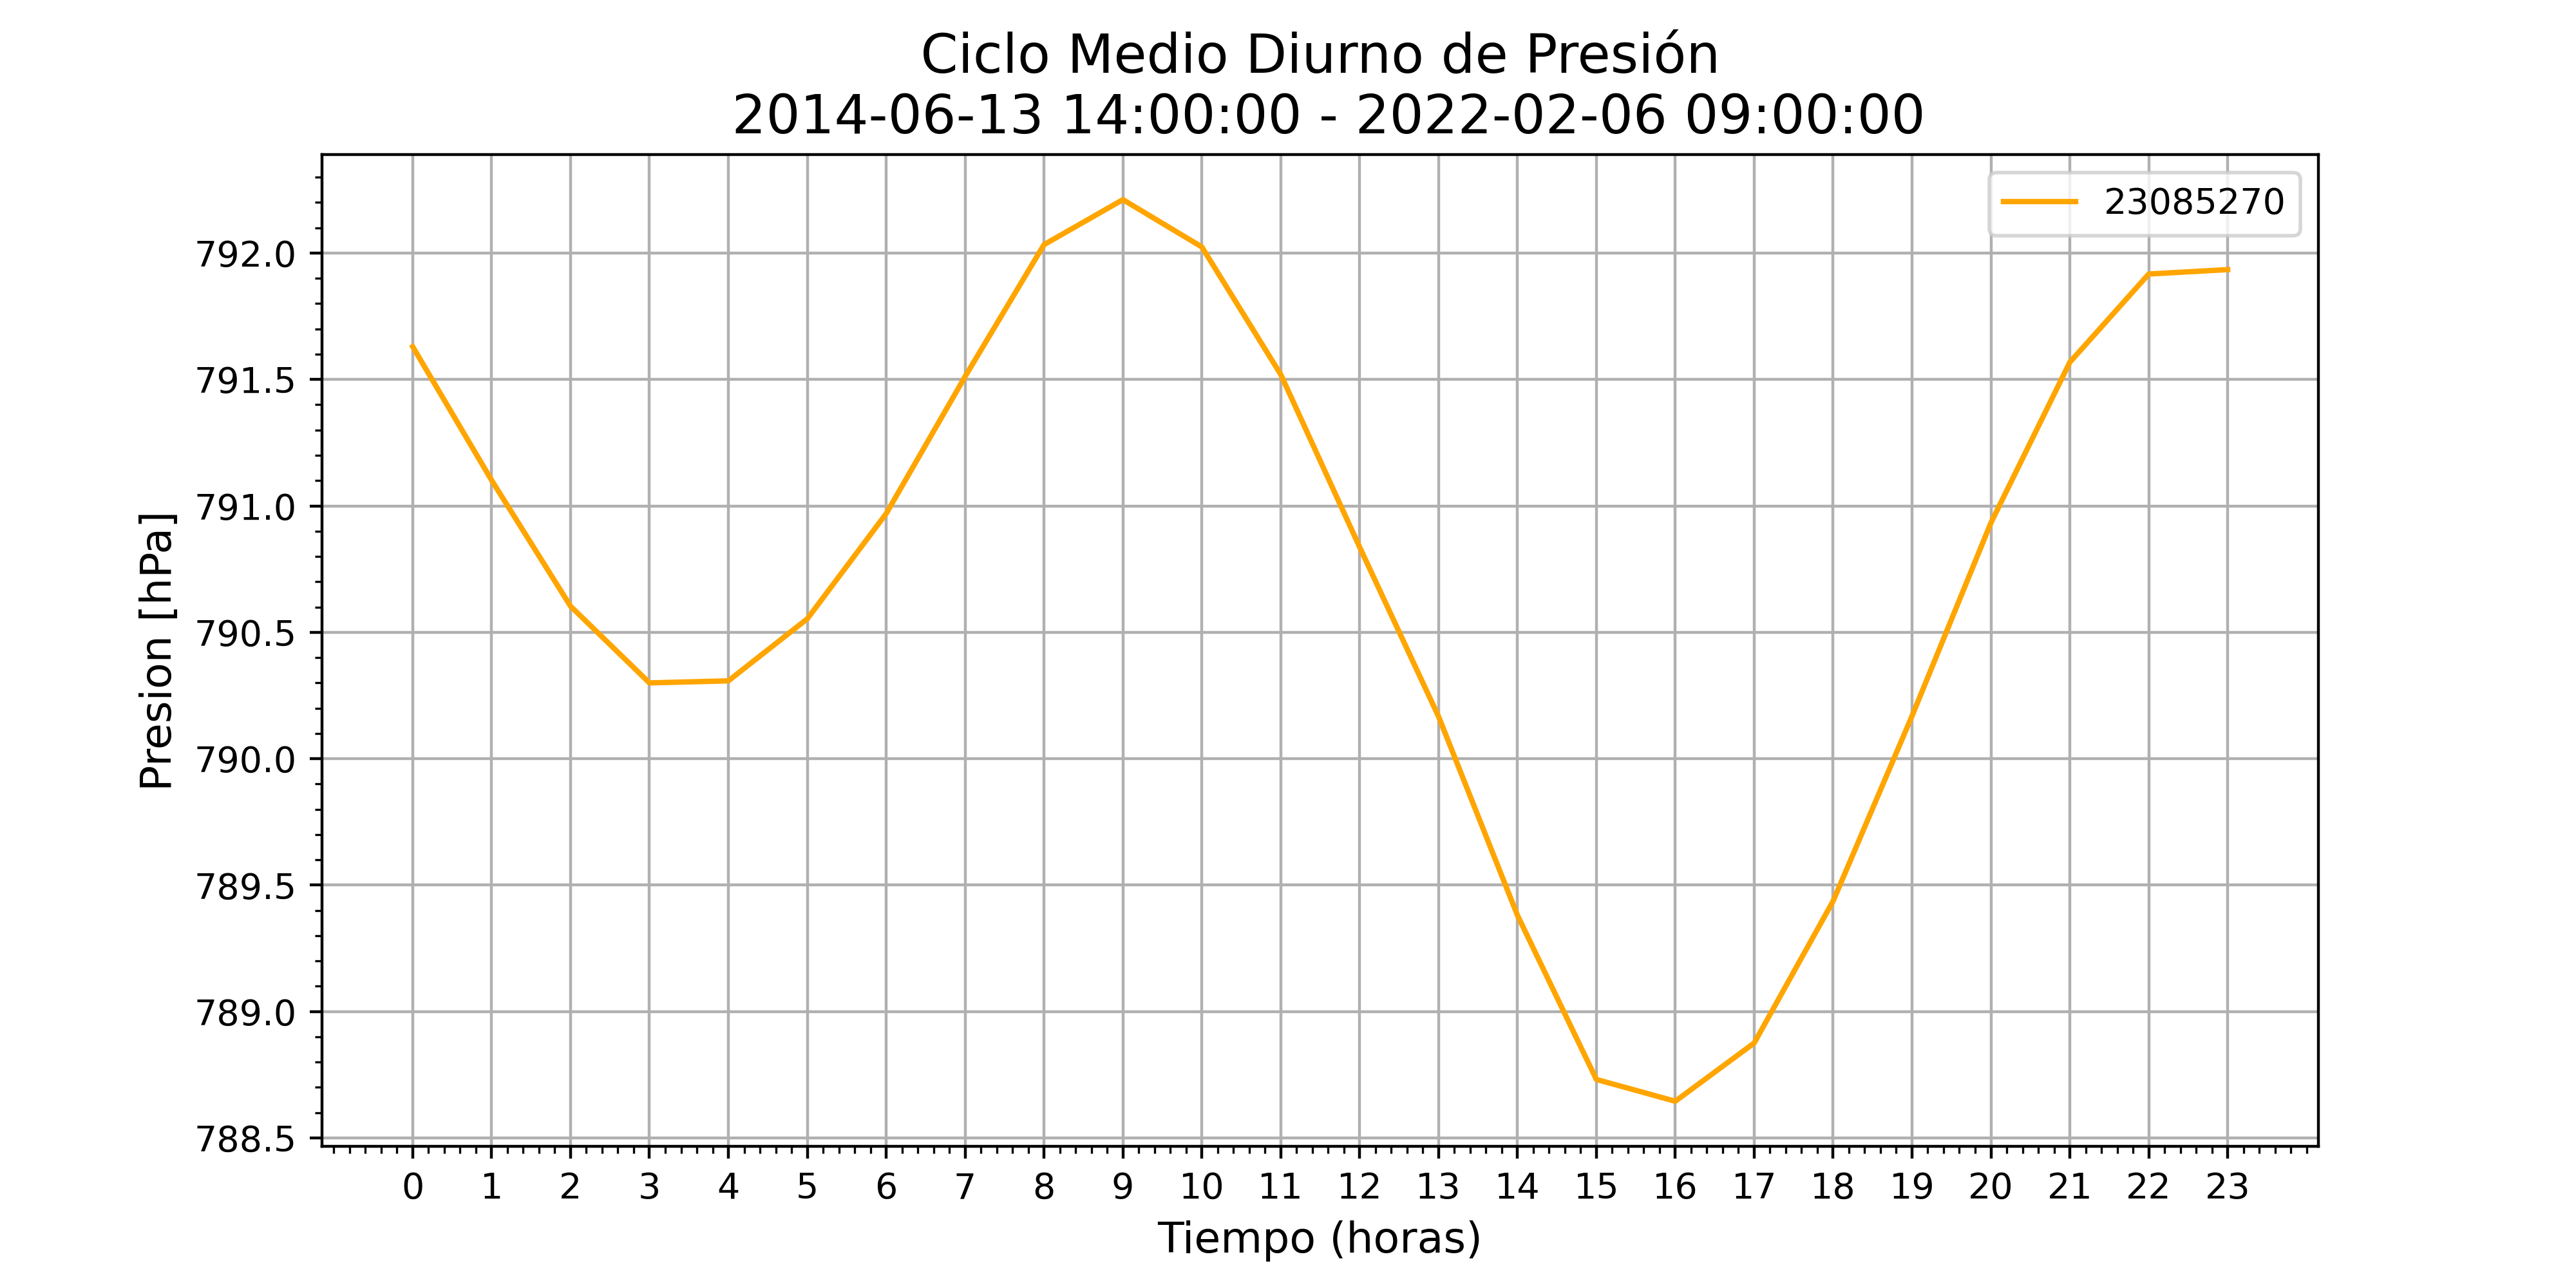 Ciclo Medio Diurno de Presión
2014-06-13 14:00:00 - 2022-02-06 09:00:00
23085270
Presion [hPa]
792.0
791.5
791.0
790.5
790.0
789.5
789.0
788.5
0 1 2 3 4 5 6 7 8 9 10 11 12 13 14 15 16 17 18 19 20 21 22 23
Tiempo (horas)